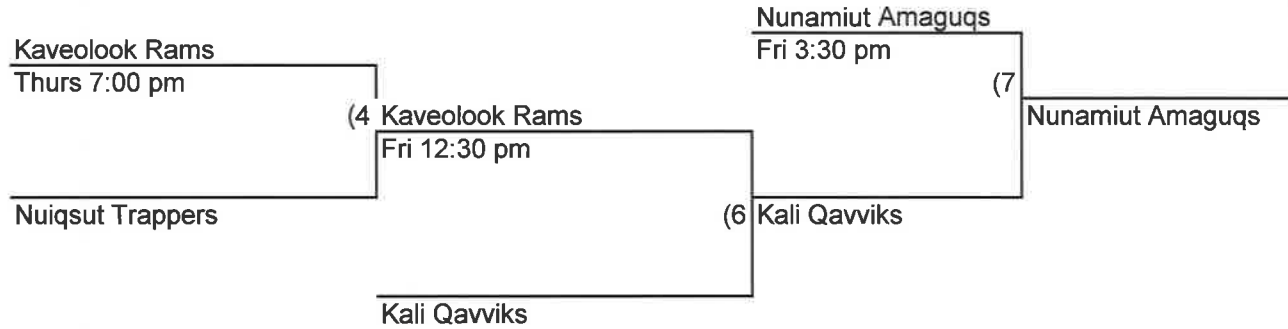 Nunamiut Amaguqs
Kaveolook Rams
Fri 3:30 pm
Thurs 7:00 pm
(7
(4 Kaveolook Rams
Nunamiut Amaguqs
Fri 12:30 pm
Nuiqsut Trappers
(6 Kali Qavviks
Kali Qavviks